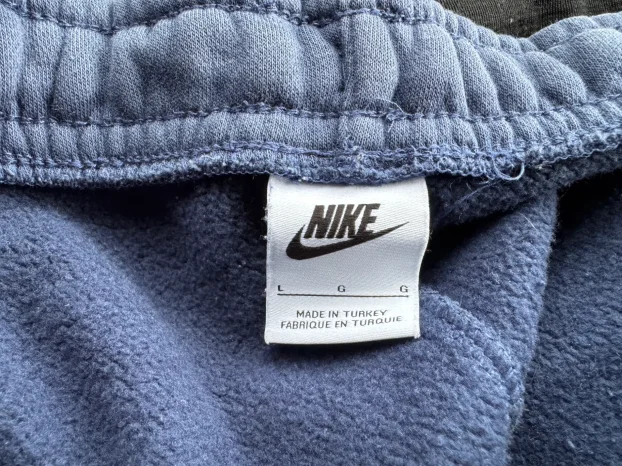 NIKE
L G G
MADE IN TURKEY
FABRIQUE EN TURQUIE